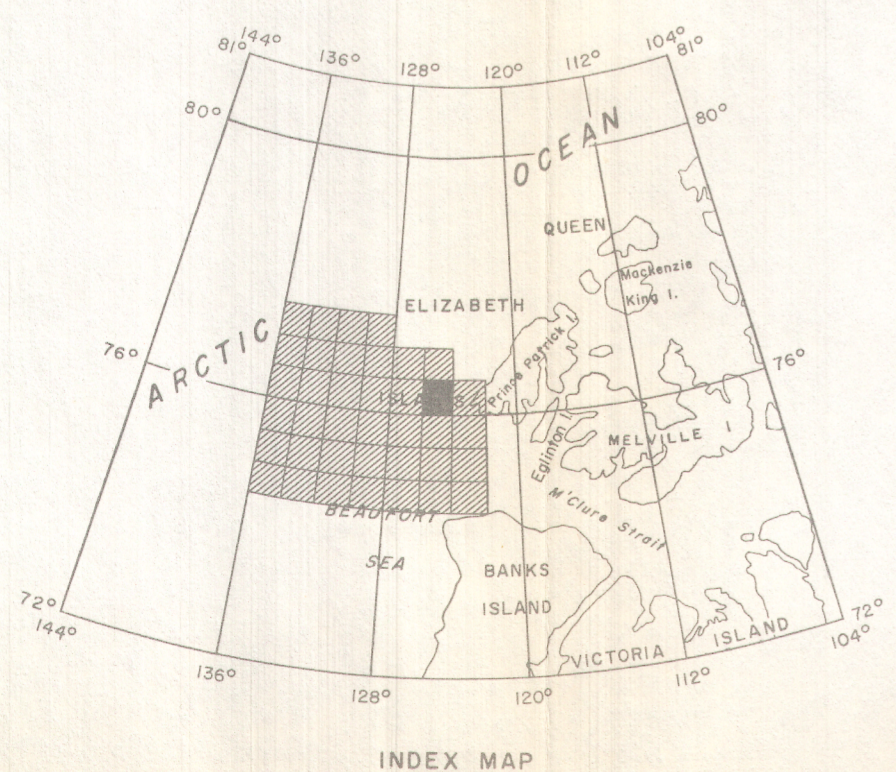 144° 136° 128° 120° 112° 104°
81° 81°
80° 80°
OCEAN
QUEEN
Mackenzie
King I.
ELIZABETH
ARCTIC
Prince Patrick I.
76° 76°
ISLANDS
Eglinton I.
MELVILLE I
M'Clure Strait
BEAUFORT
SEA
BANKS
ISLAND
72° 72°
VICTORIA ISLAND
144° 136° 128° 120° 112° 104°
INDEX MAP